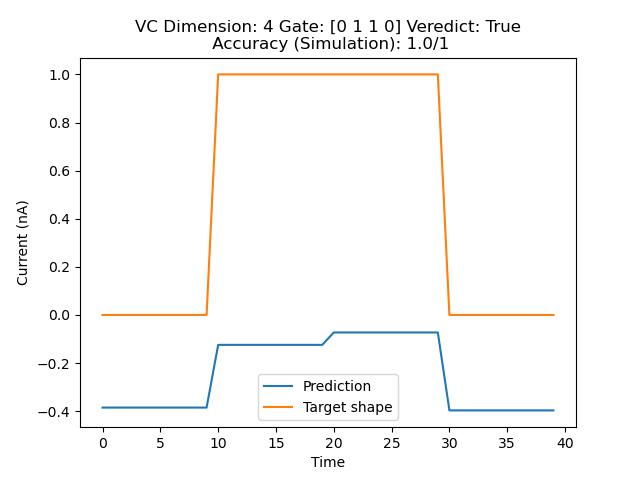 VC Dimension: 4 Gate: [0 1 1 0] Veredict: True
Accuracy (Simulation): 1.0/1
Current (nA)
1.0
0.8
0.6
0.4
0.2
0.0
−0.2
−0.4
Prediction
Target shape
0 5 10 15 20 25 30 35 40
Time